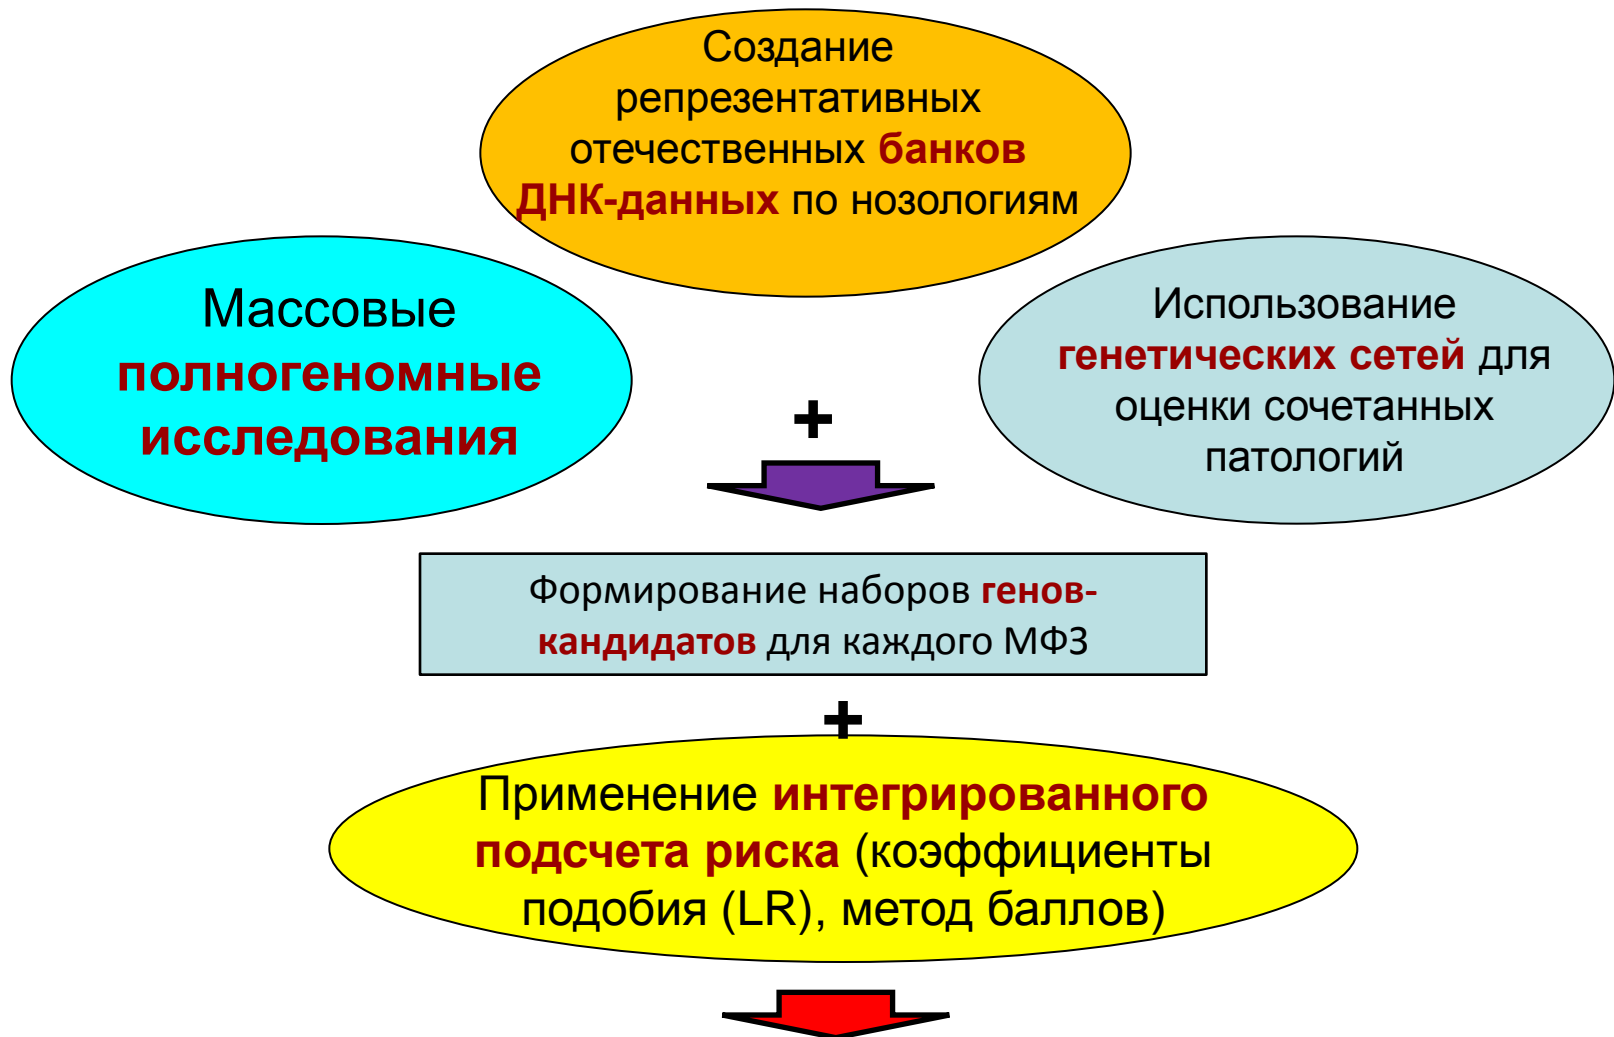 Создание
репрезентативных
отечественных банков
ДНК-данных по нозологиям
Массовые
полногеномные
исследования
Использование
генетических сетей для
оценки сочетанных
патологий
+
Формирование наборов генов-
кандидатов для каждого МФЗ
+
Применение интегрированного
подсчета риска (коэффициенты
подобия (LR), метод баллов)